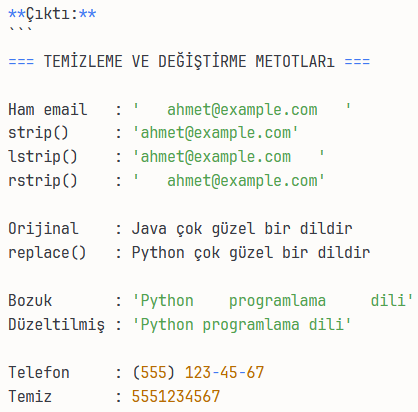 **Çıktı:**
```
=== TEMİZLEME VE DEĞİŞTİRME METOTLARı ===
Ham email   : '   ahmet@example.com   '
strip()     : 'ahmet@example.com'
lstrip()    : 'ahmet@example.com   '
rstrip()    : '   ahmet@example.com'
Orijinal    : Java çok güzel bir dildir
replace()   : Python çok güzel bir dildir
Bozuk       : 'Python    programlama     dili'
Düzeltilmiş : 'Python programlama dili'
Telefon     : (555) 123-45-67
Temiz       : 5551234567